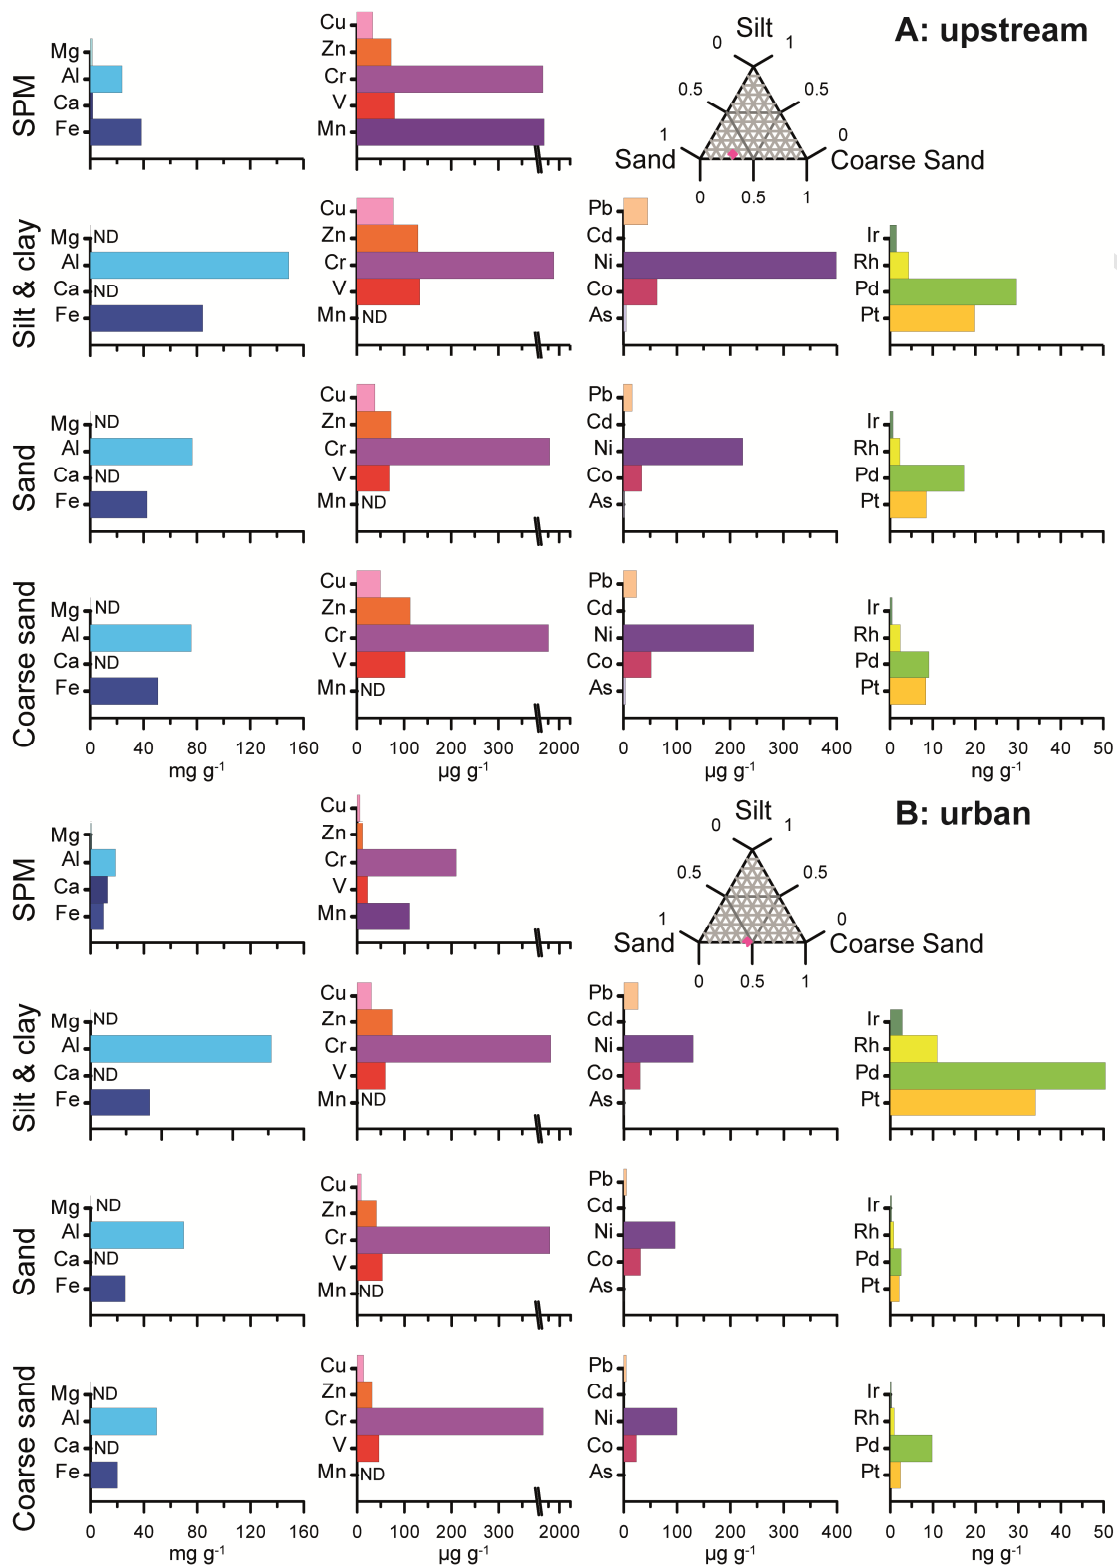 A: upstream
SPM
Mg
Al
Ca
Fe
Cu
Zn
Cr
V
Mn
Silt
0 1
0.5 0.5
1 0
Sand Coarse Sand
0 0.5 1
Silt & clay
Mg ND
Al
Ca ND
Fe
Cu
Zn
Cr
V
Mn ND
Pb
Cd
Ni
Co
As
Ir
Rh
Pd
Pt
Sand
Mg ND
Al
Ca ND
Fe
Cu
Zn
Cr
V
Mn ND
Pb
Cd
Ni
Co
As
Ir
Rh
Pd
Pt
Coarse sand
Mg ND
Al
Ca ND
Fe
Cu
Zn
Cr
V
Mn ND
Pb
Cd
Ni
Co
As
Ir
Rh
Pd
Pt
0 40 80 120 160
mg g⁻¹
0 100 200 300 2000
µg g⁻¹
0 100 200 300 400
µg g⁻¹
0 10 20 30 40 50
ng g⁻¹
B: urban
SPM
Mg
Al
Ca
Fe
Cu
Zn
Cr
V
Mn
Silt
0 1
0.5 0.5
1 0
Sand Coarse Sand
0 0.5 1
Silt & clay
Mg ND
Al
Ca ND
Fe
Cu
Zn
Cr
V
Mn ND
Pb
Cd
Ni
Co
As
Ir
Rh
Pd
Pt
Sand
Mg ND
Al
Ca ND
Fe
Cu
Zn
Cr
V
Mn ND
Pb
Cd
Ni
Co
As
Ir
Rh
Pd
Pt
Coarse sand
Mg ND
Al
Ca ND
Fe
Cu
Zn
Cr
V
Mn ND
Pb
Cd
Ni
Co
As
Ir
Rh
Pd
Pt
0 40 80 120 160
mg g⁻¹
0 100 200 300 2000
µg g⁻¹
0 100 200 300 400
µg g⁻¹
0 10 20 30 40 50
ng g⁻¹